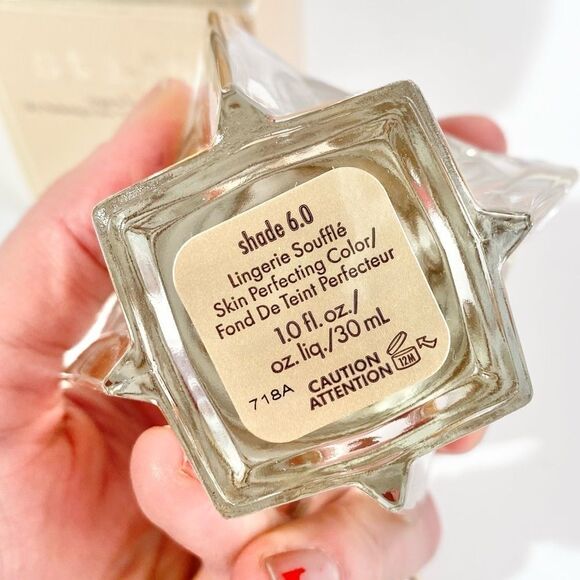 shade 6.0
Lingerie Soufflé
Skin Perfecting Color/
Fond De Teint Perfecteur
1.0 fl. oz./
oz. liq./30 mL
718A
CAUTION
ATTENTION
12M